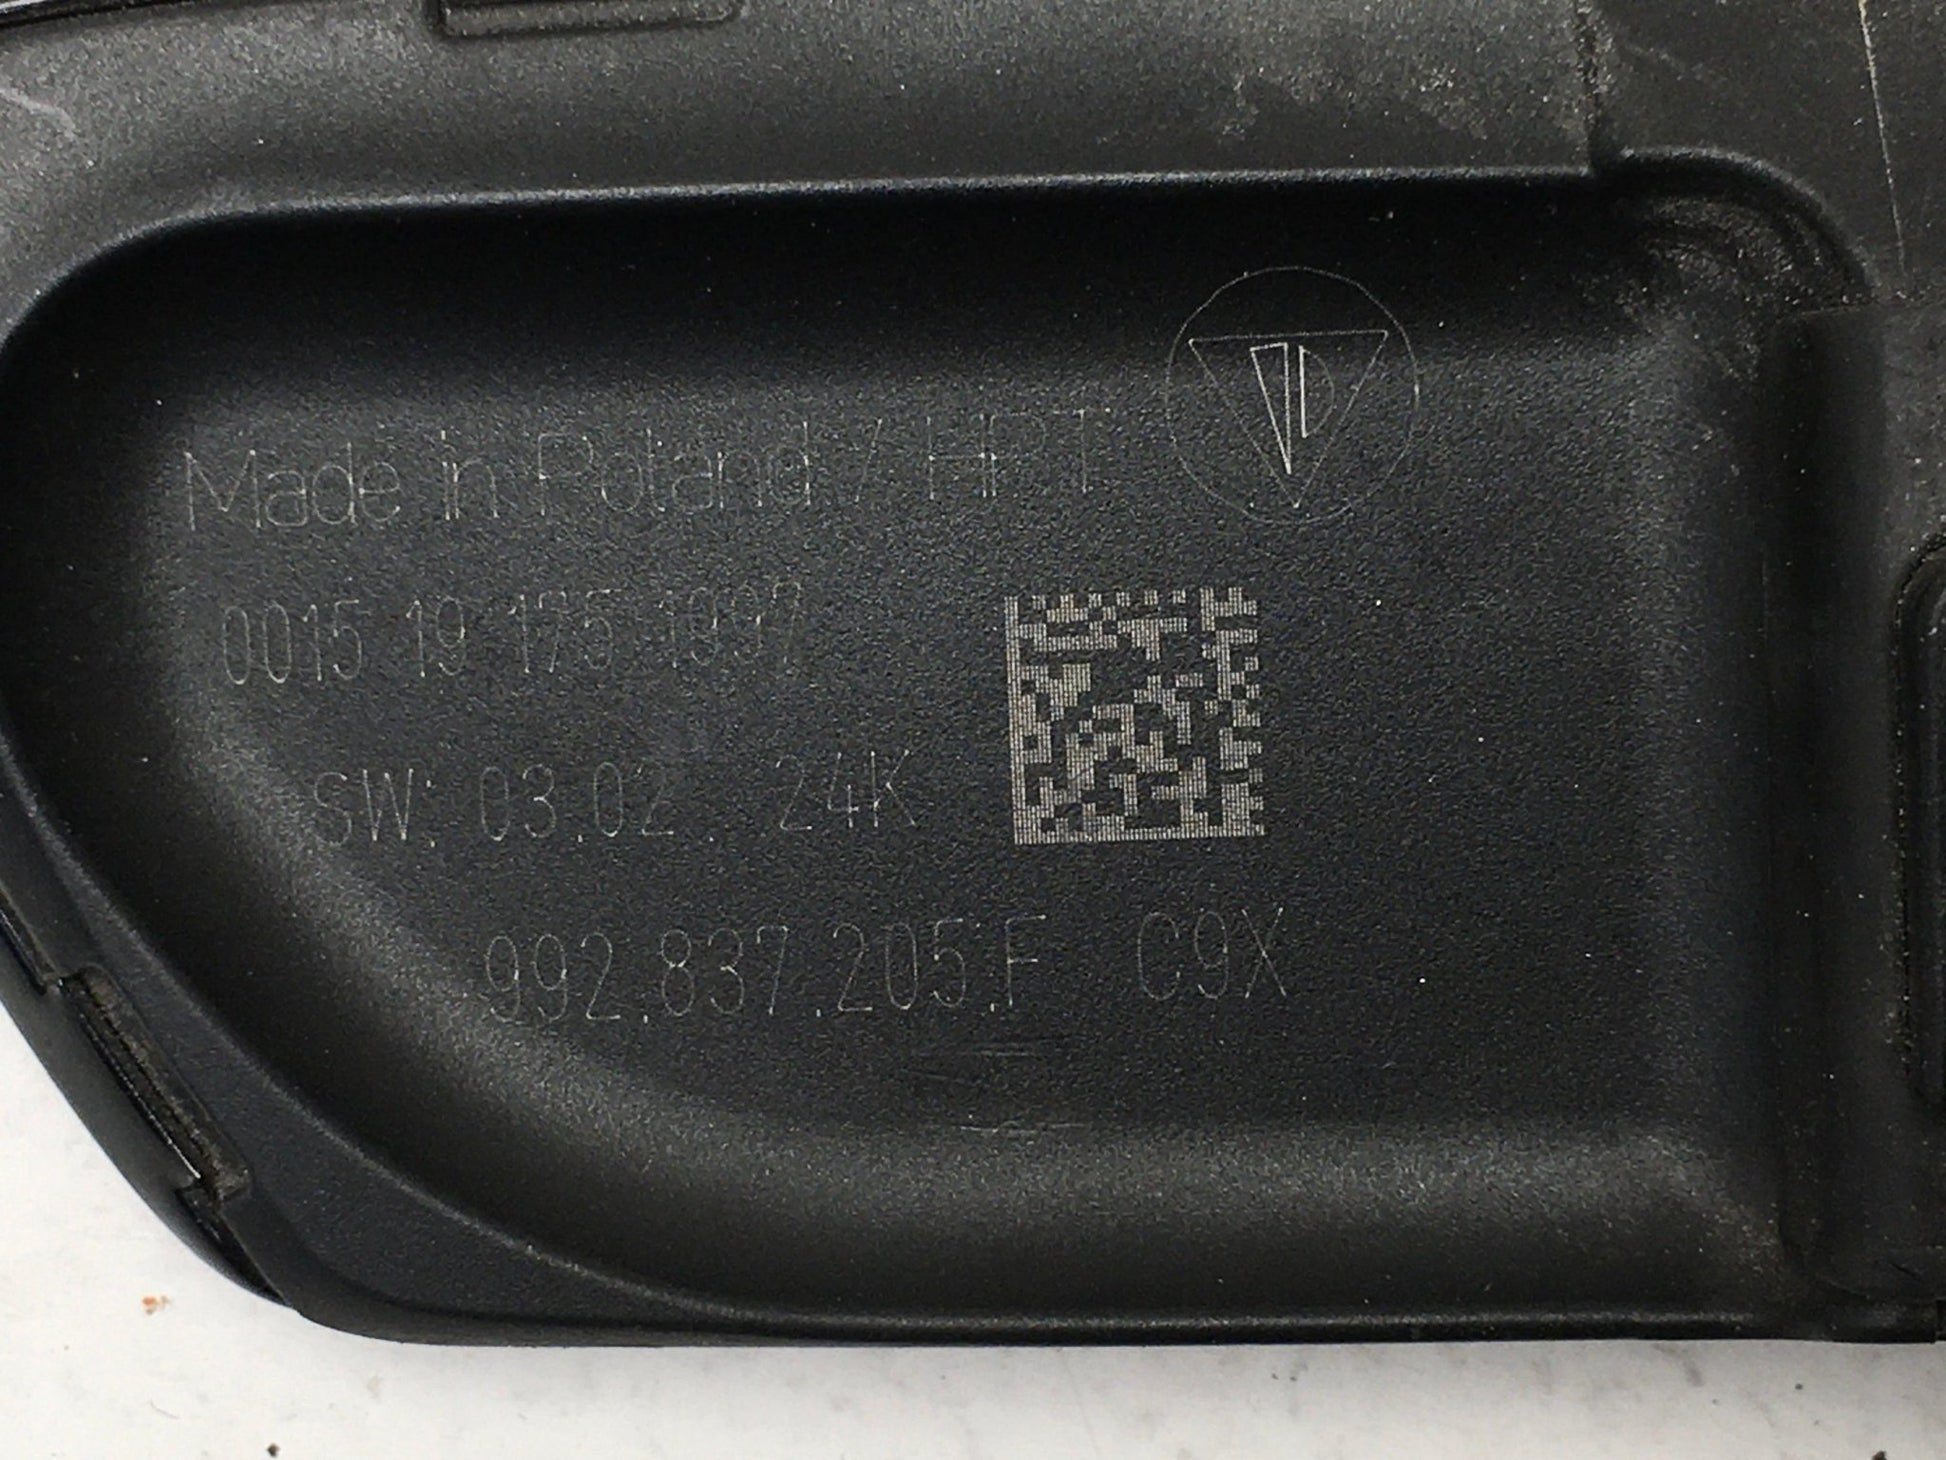 Made in Poland / HPT
0015 19 175 1997
SW: 03.02 . 24K
992.837.205.F C9X